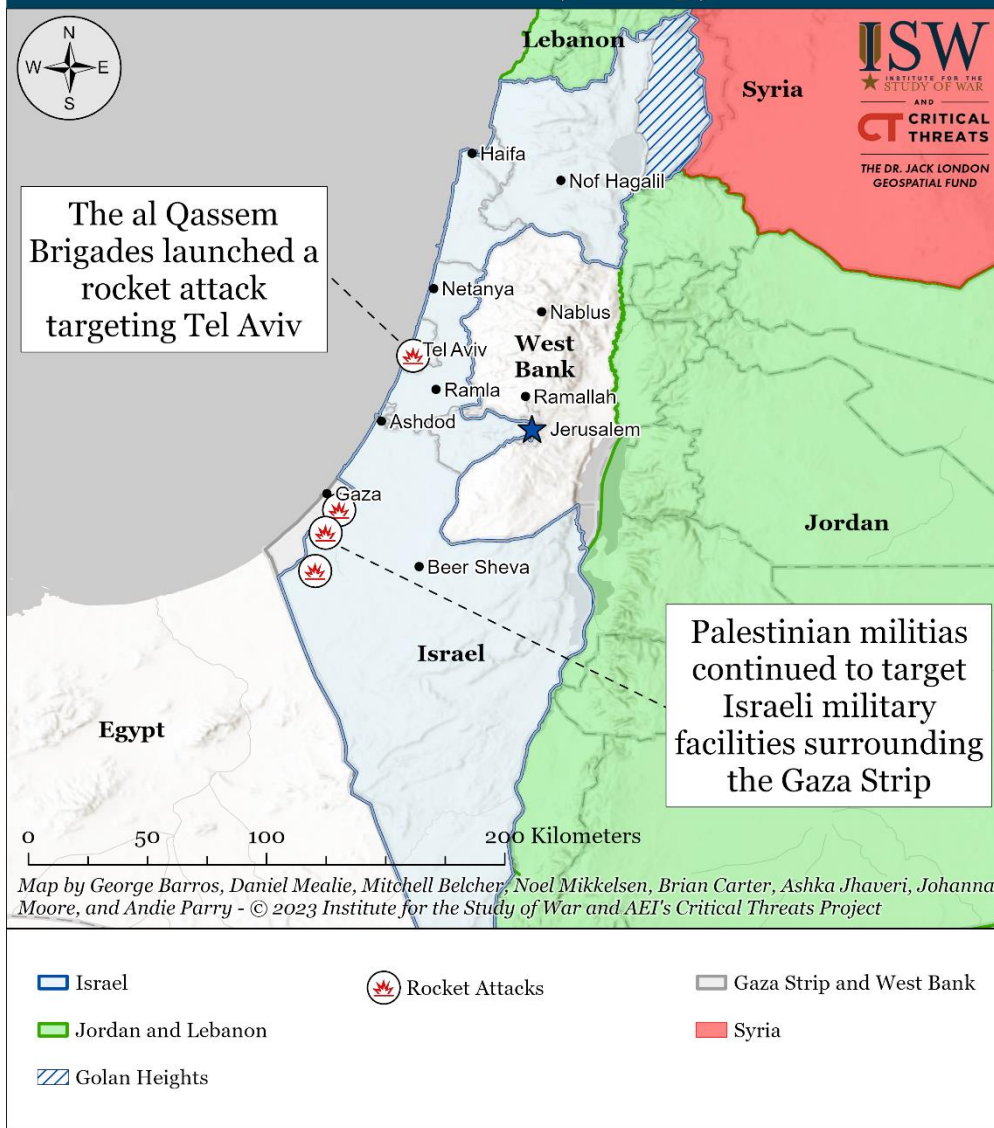 N
W
E
S
Lebanon
Syria
ISW
INSTITUTE FOR THE
STUDY OF WAR
AND
CT CRITICAL
THREATS
THE DR. JACK LONDON
GEOSPATIAL FUND
Haifa
Nof Hagalil
The al Qassem
Brigades launched a
rocket attack
targeting Tel Aviv
Netanya
Nablus
Tel Aviv
West
Bank
Ramla
Ramallah
Ashdod
Jerusalem
Gaza
Jordan
Beer Sheva
Israel
Palestinian militias
continued to target
Israeli military
facilities surrounding
the Gaza Strip
Egypt
0 50 100 200 Kilometers
Map by George Barros, Daniel Mealie, Mitchell Belcher, Noel Mikkelsen, Brian Carter, Ashka Jhaveri, Johanna
Moore, and Andie Parry - © 2023 Institute for the Study of War and AEI's Critical Threats Project
Israel
Rocket Attacks
Gaza Strip and West Bank
Jordan and Lebanon
Syria
Golan Heights